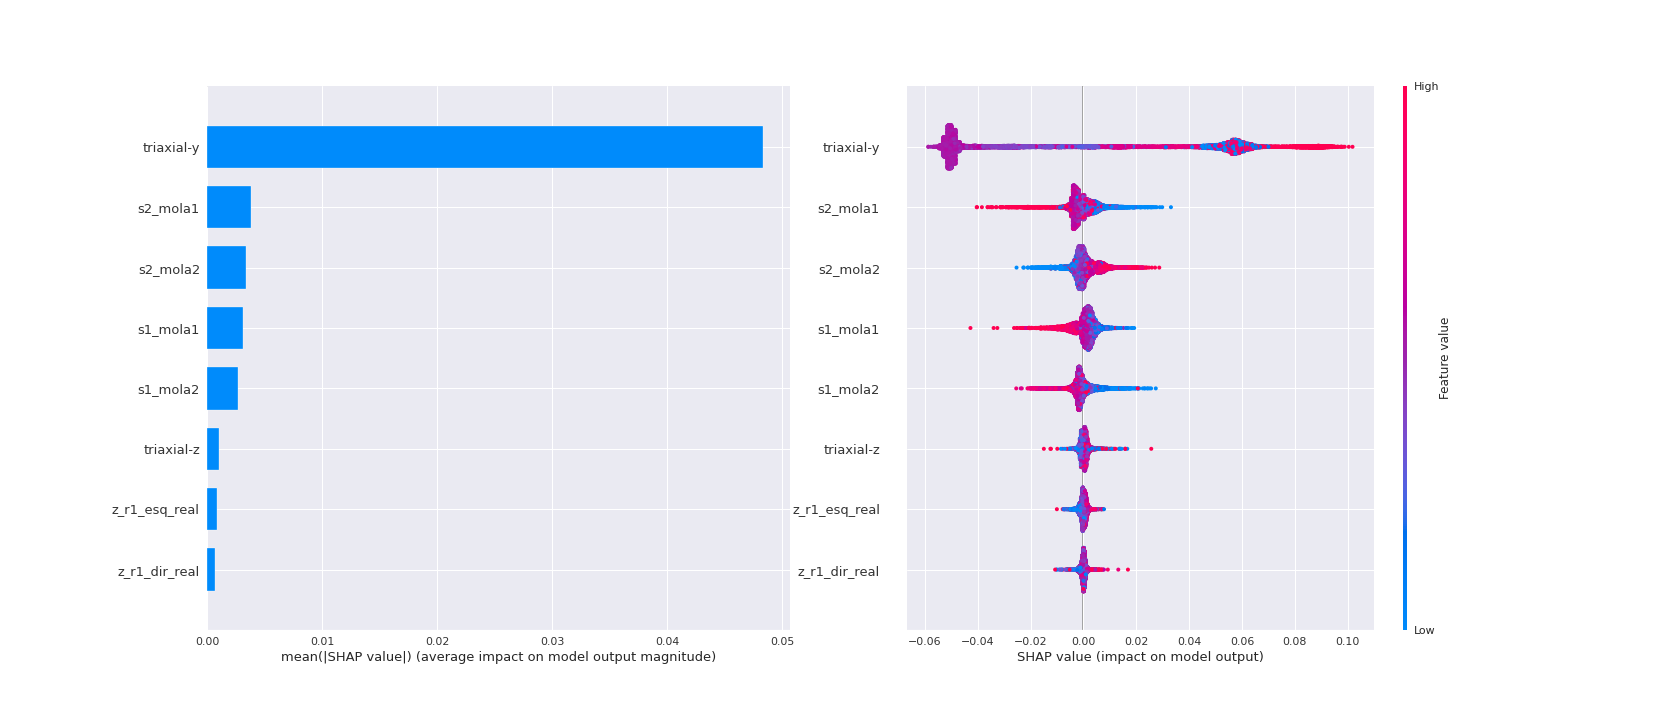 triaxial-y
s2_mola1
s2_mola2
s1_mola1
s1_mola2
triaxial-z
z_r1_esq_real
z_r1_dir_real
0.00 0.01 0.02 0.03 0.04 0.05
mean(|SHAP value|) (average impact on model output magnitude)
triaxial-y
s2_mola1
s2_mola2
s1_mola1
s1_mola2
triaxial-z
z_r1_esq_real
z_r1_dir_real
−0.06 −0.04 −0.02 0.00 0.02 0.04 0.06 0.08 0.10
SHAP value (impact on model output)
High
Feature value
Low